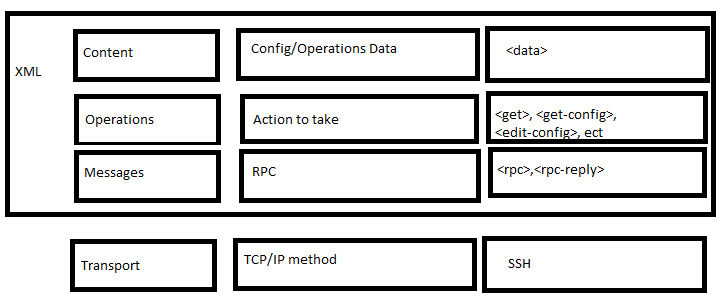 XML
Content
Config/Operations Data
<data>
Operations
Action to take
<get>, <get-config>,
<edit-config>, ect
Messages
RPC
<rpc>,<rpc-reply>
Transport
TCP/IP method
SSH